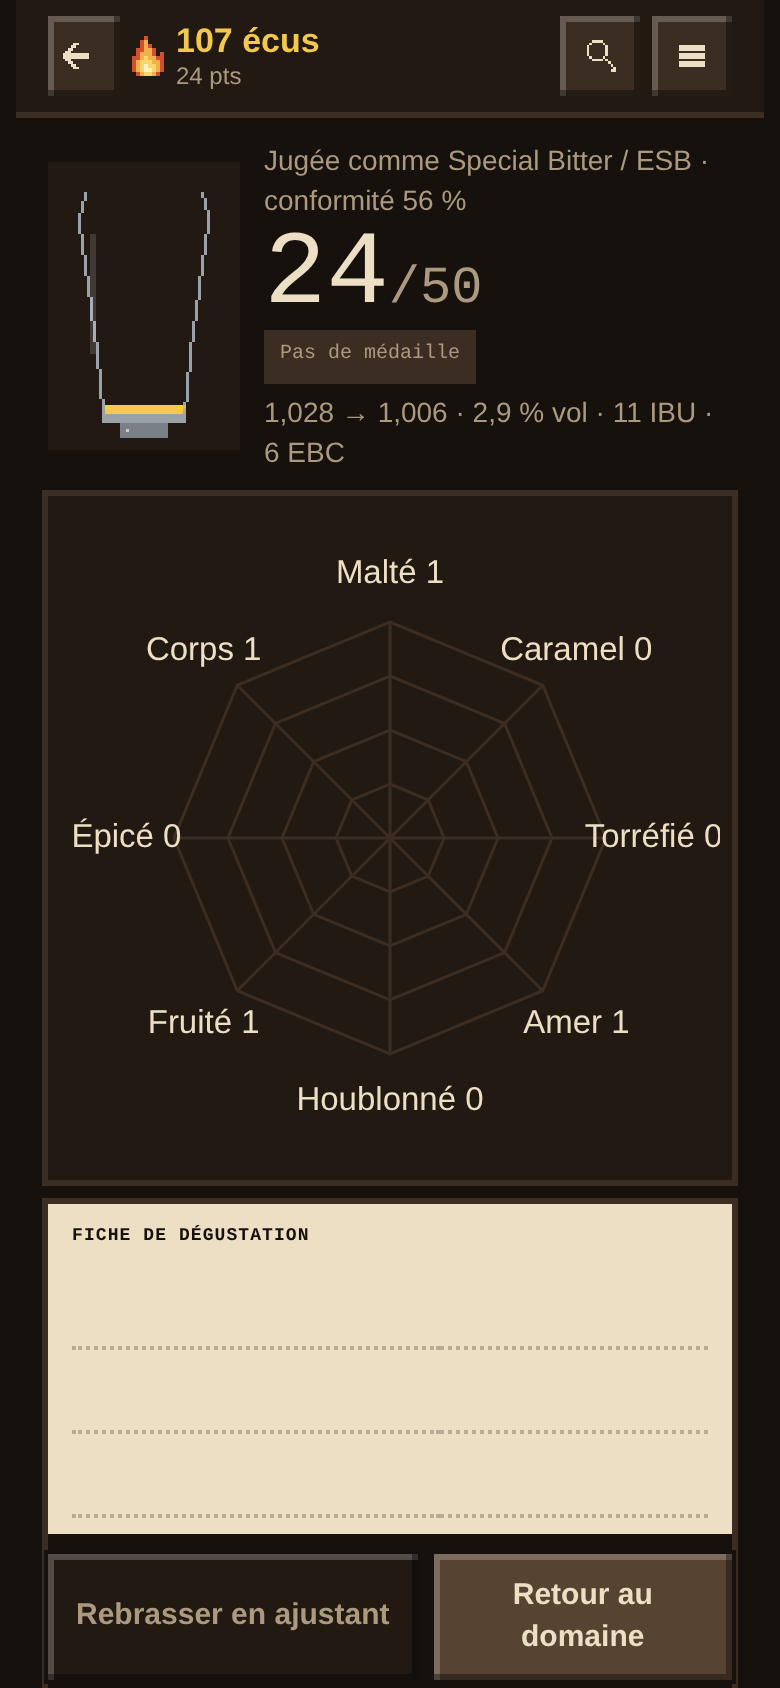 107 écus
24 pts
Jugée comme Special Bitter / ESB ·
conformité 56 %
24/50
Pas de médaille
1,028 → 1,006 · 2,9 % vol · 11 IBU ·
6 EBC
Malté 1
Corps 1
Caramel 0
Épicé 0
Torréfié 0
Fruité 1
Amer 1
Houblonné 0
FICHE DE DÉGUSTATION
Rebrasser en ajustant
Retour au
domaine